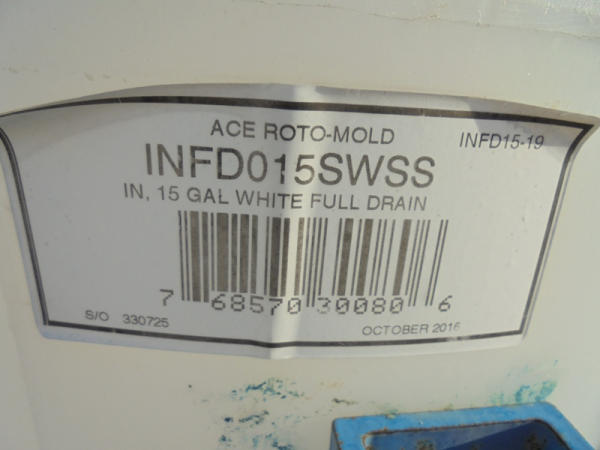 ACE ROTO-MOLD
INFD15-19
INFD015SWSS
IN, 15 GAL WHITE FULL DRAIN
7 68570 30080 6
S/O 330725
OCTOBER 2016